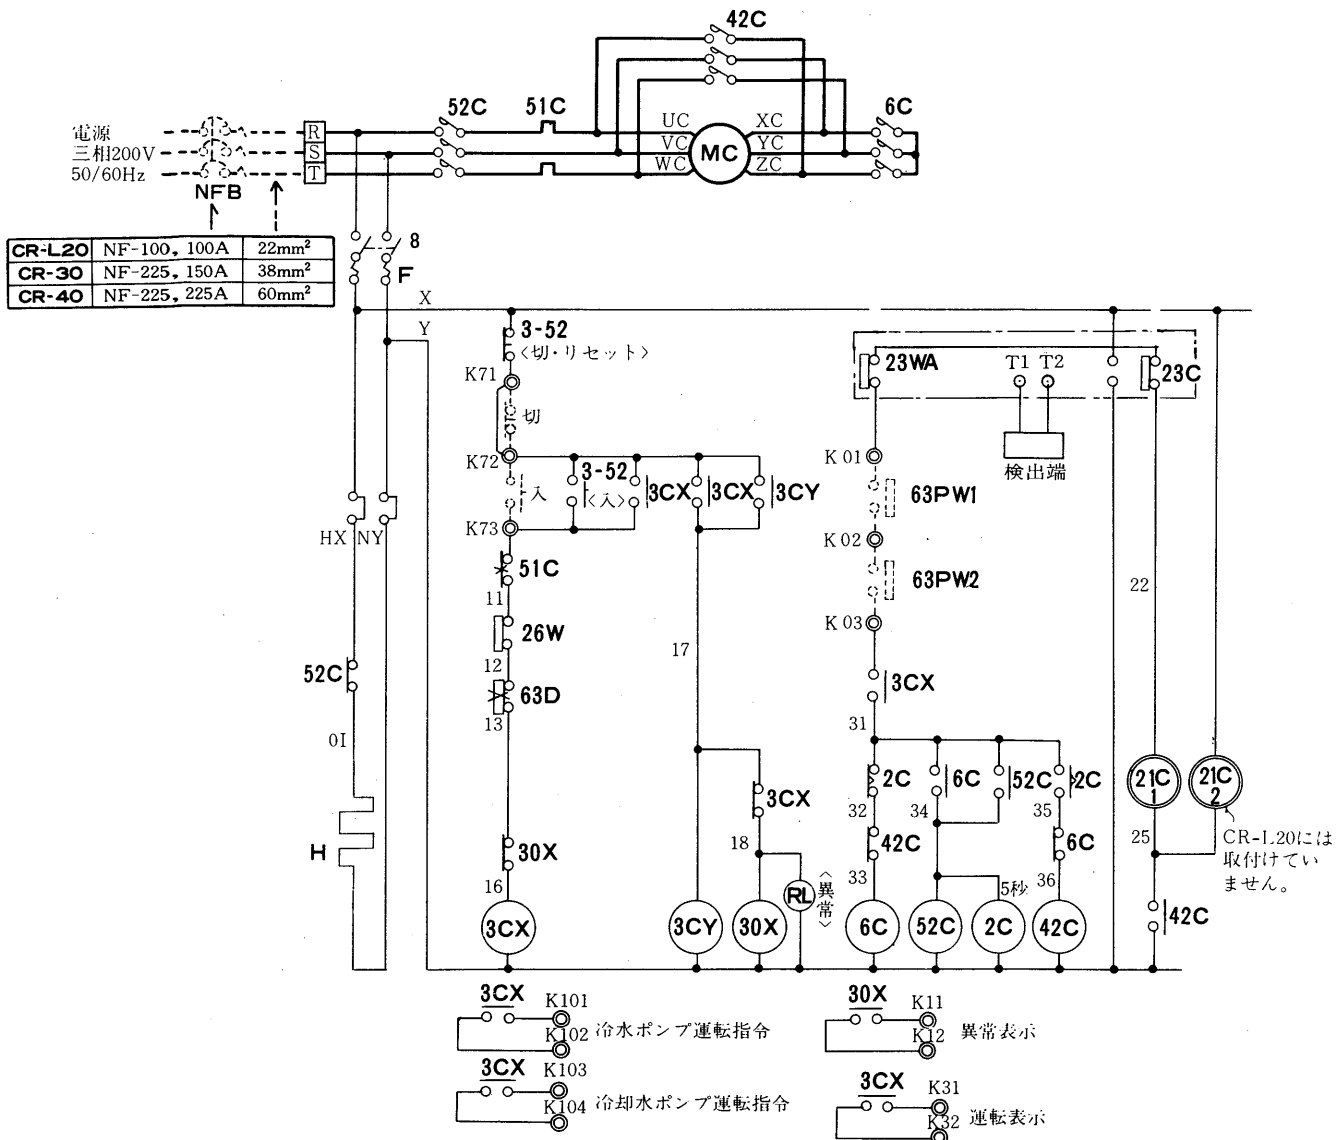 42C
52C
51C
6C
電源
三相200V
50/60Hz
NFB
R
S
T
UC
VC
WC
MC
XC
YC
ZC
CR-L20 NF-100, 100A 22mm²
CR-30 NF-225, 150A 38mm²
CR-40 NF-225, 225A 60mm²
8
F
X
Y
3-52
〈切・リセット〉
K71
切
K72
入
3-52
〈入〉
3CX
3CX
3CY
K73
23WA
T1 T2
23C
検出端
K01
63PW1
K02
63PW2
K03
HX NY
51C
11
26W
12
63D
13
17
22
52C
01
H
3CX
31
2C
6C
52C
2C
32
34
35
42C
6C
33
36
5秒
3CX
18
30X
16
RL
〈異常〉
3CX
3CY
30X
6C
52C
2C
42C
21C
1
21C
2
25
CR-L20には
取付けてい
ません。
42C
3CX
K101
K102
冷水ポンプ運転指令
3CX
K103
K104
冷却水ポンプ運転指令
30X
K11
K12
異常表示
3CX
K31
K32
運転表示